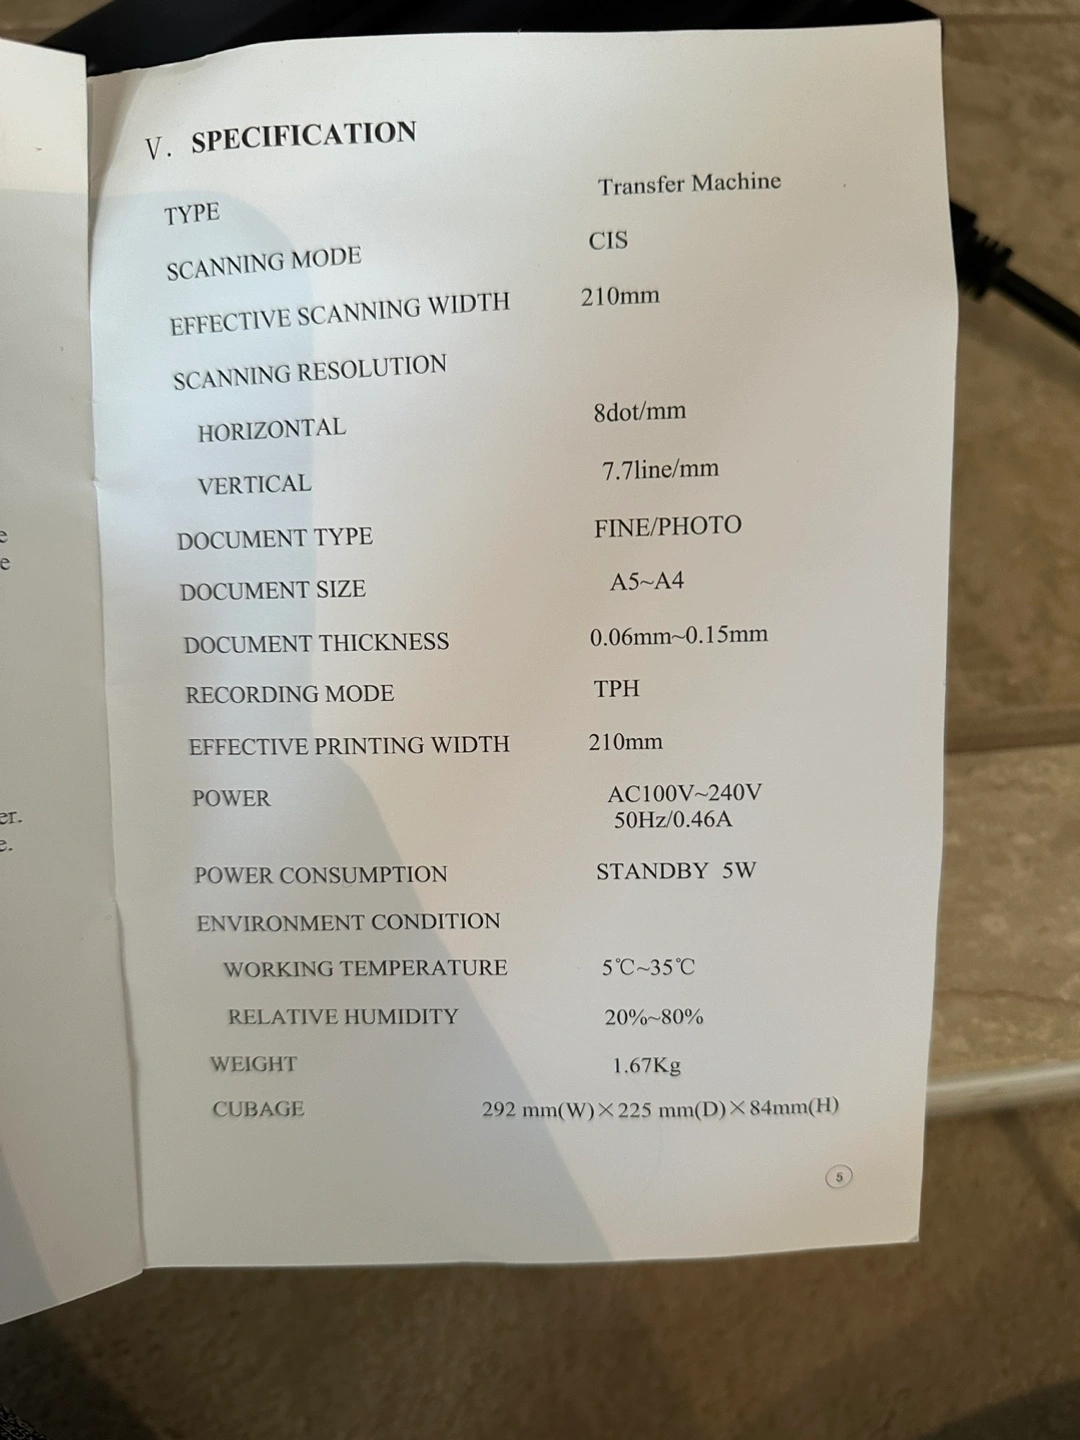 V. SPECIFICATION
TYPE Transfer Machine
SCANNING MODE CIS
EFFECTIVE SCANNING WIDTH 210mm
SCANNING RESOLUTION
HORIZONTAL 8dot/mm
VERTICAL 7.7line/mm
DOCUMENT TYPE FINE/PHOTO
DOCUMENT SIZE A5~A4
DOCUMENT THICKNESS 0.06mm~0.15mm
RECORDING MODE TPH
EFFECTIVE PRINTING WIDTH 210mm
POWER AC100V~240V
50Hz/0.46A
POWER CONSUMPTION STANDBY 5W
ENVIRONMENT CONDITION
WORKING TEMPERATURE 5℃~35℃
RELATIVE HUMIDITY 20%~80%
WEIGHT 1.67Kg
CUBAGE 292 mm(W)×225 mm(D)×84mm(H)
5